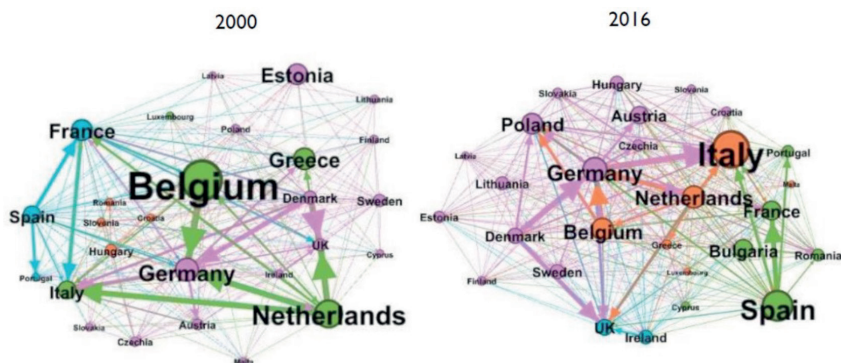 2000
Latvia
Estonia
Lithuania
Luxembourg
France
Poland
Finland
Greece
Belgium
Denmark
Sweden
Romania
Spain
Slovenia
Croatia
UK
Hungary
Cyprus
Germany
Ireland
Portugal
Italy
Netherlands
Slovakia
Austria
Czechia
Malta
2016
Hungary
Slovenia
Slovakia
Austria
Croatia
Poland
Czechia
Italy
Portugal
Latvia
Germany
Malta
Lithuania
Netherlands
France
Estonia
Denmark
Belgium
Greece
Bulgaria
Romania
Sweden
Luxembourg
Finland
Cyprus
Spain
UK
Ireland